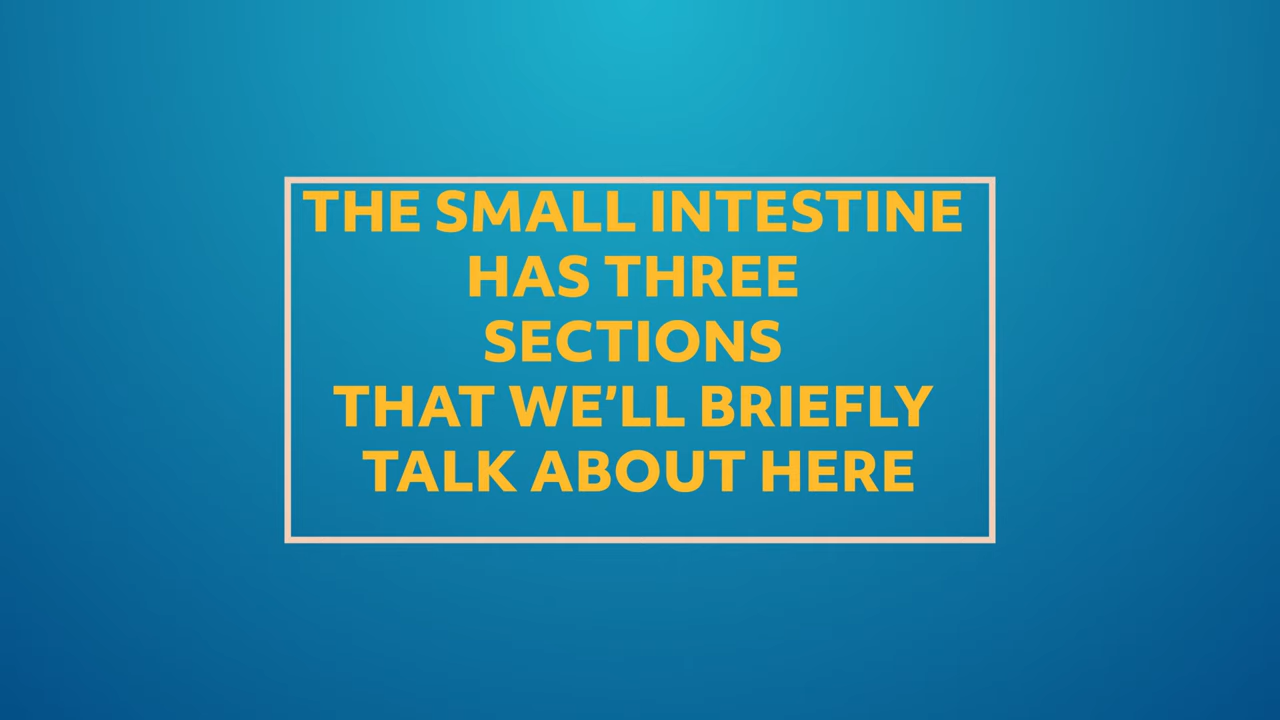 THE SMALL INTESTINE
HAS THREE
SECTIONS
THAT WE’LL BRIEFLY
TALK ABOUT HERE